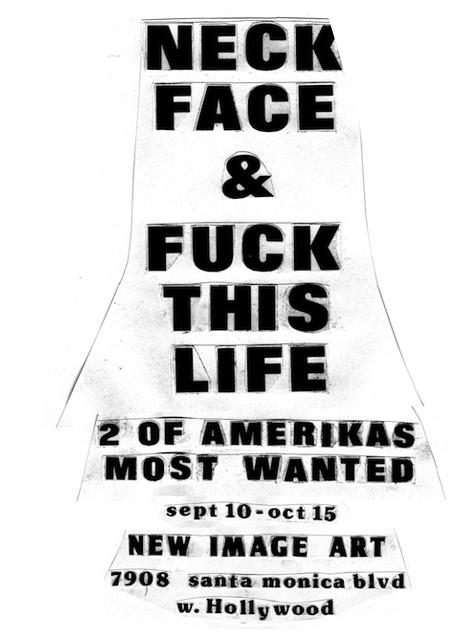 NECK
FACE
&
FUCK
THIS
LIFE
2 OF AMERIKAS
MOST WANTED
sept 10-oct 15
NEW IMAGE ART
7908 santa monica blvd
w. Hollywood